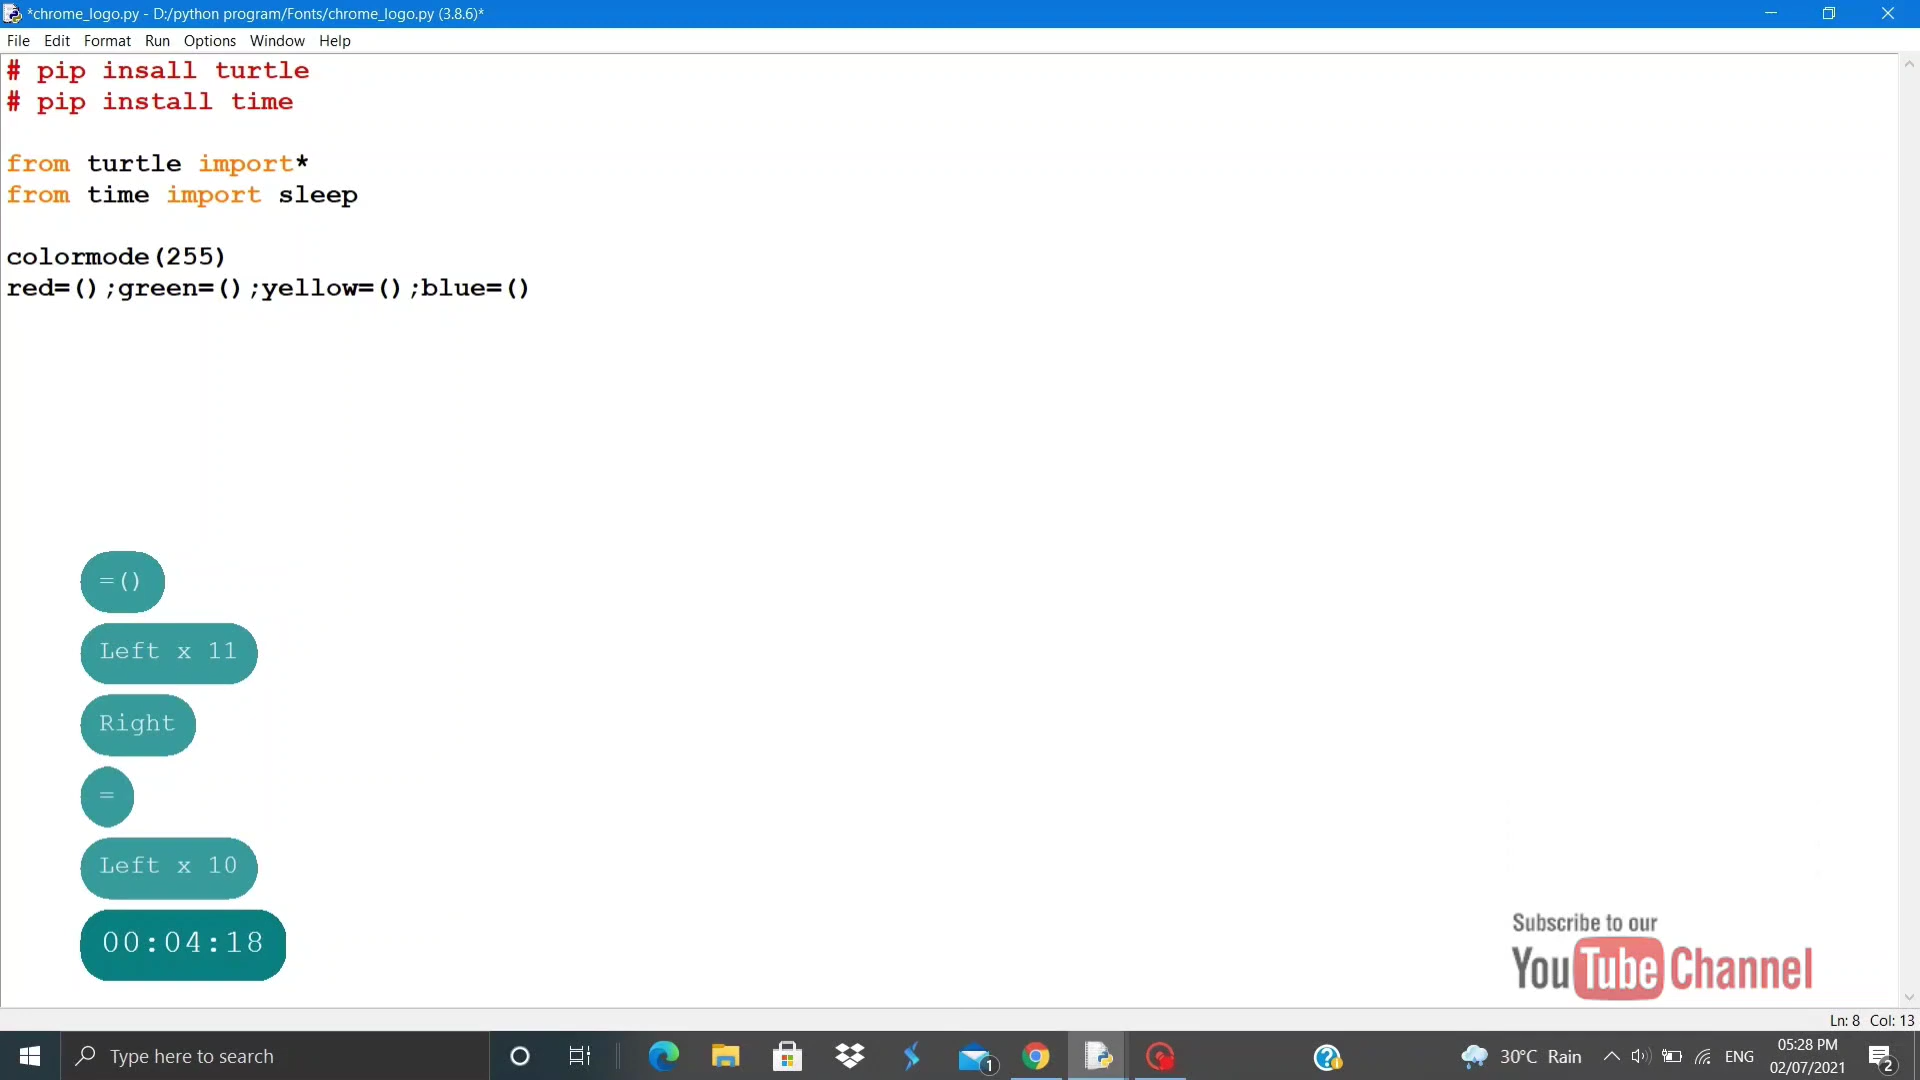 *chrome_logo.py - D:/python program/Fonts/chrome_logo.py (3.8.6)*
File Edit Format Run Options Window Help
# pip insall turtle
# pip install time
from turtle import*
from time import sleep
colormode(255)
red=();green=();yellow=();blue=()
=()
Left x 11
Right
=
Left x 10
00:04:18
Subscribe to our
YouTube Channel
Ln: 8 Col: 13
Type here to search
1
30°C Rain
ENG
05:28 PM
02/07/2021
2